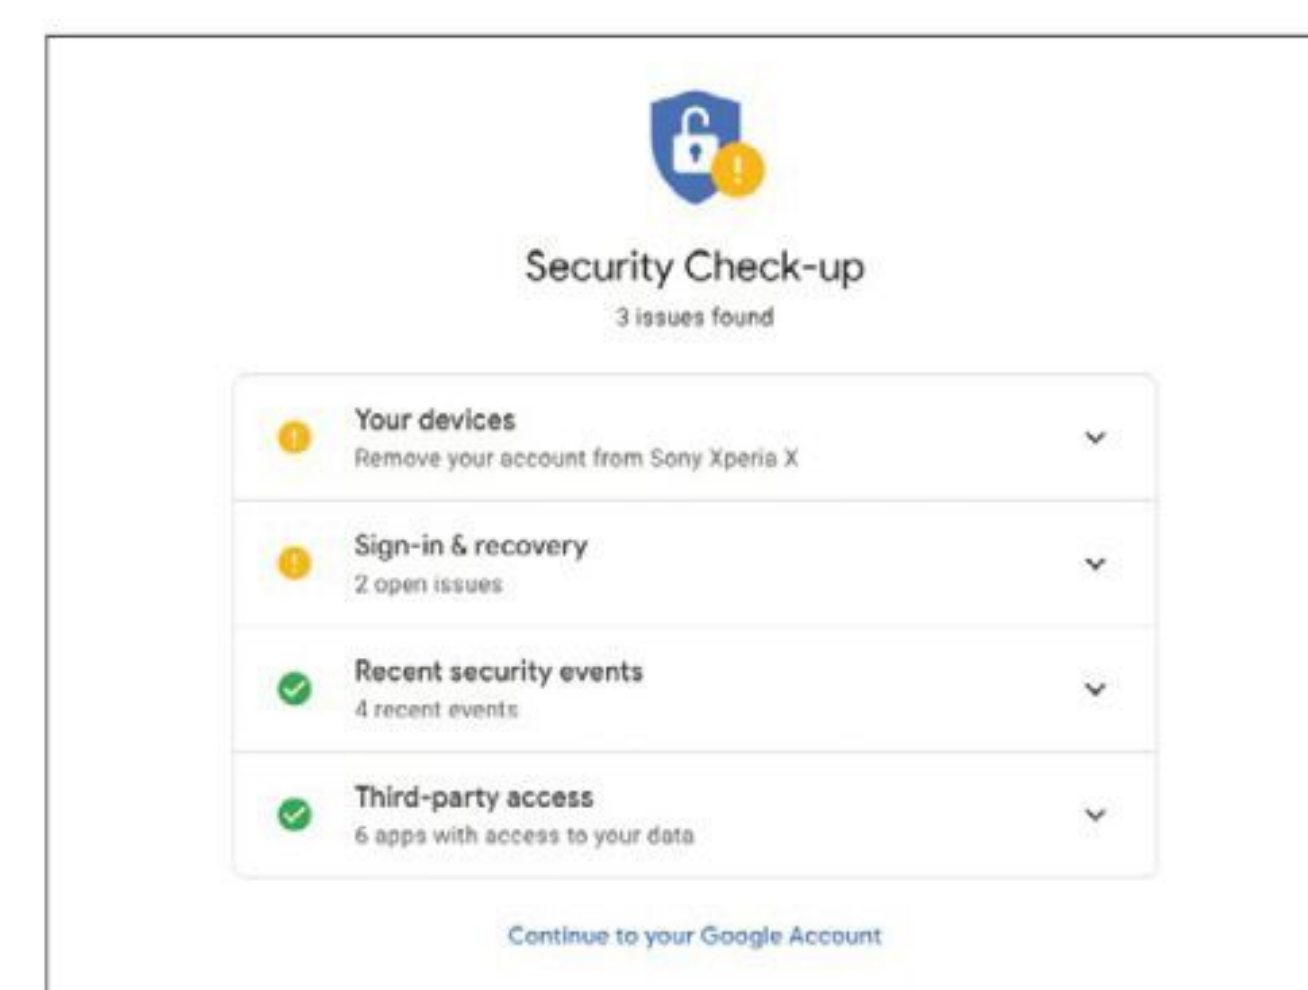 Security Check-up
3 issues found
Your devices
Remove your account from Sony Xperia X
Sign-in & recovery
2 open issues
Recent security events
4 recent events
Third-party access
6 apps with access to your data
Continue to your Google Account